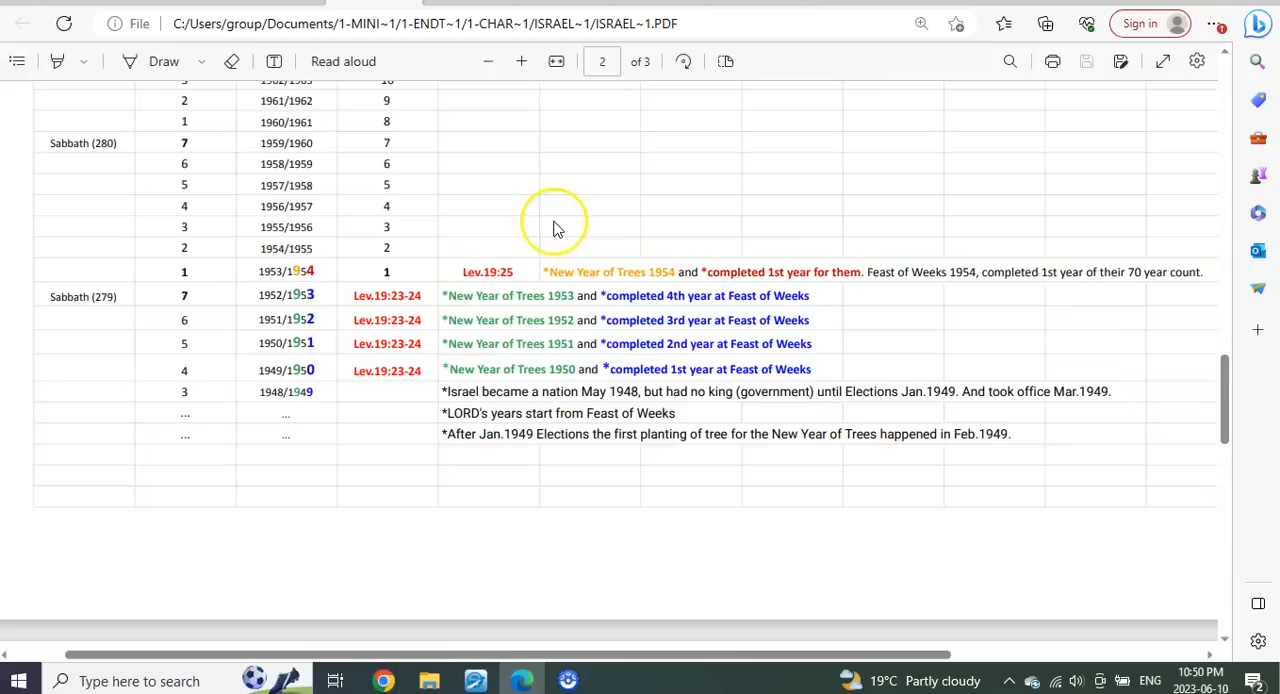 File C:/Users/group/Documents/1-MINI~1/1-ENDT~1/1-CHAR~1/ISRAEL~1/ISRAEL~1.PDF Sign in
Draw Read aloud 2 of 3
2 1961/1962 9
1 1960/1961 8
Sabbath (280) 7 1959/1960 7
6 1958/1959 6
5 1957/1958 5
4 1956/1957 4
3 1955/1956 3
2 1954/1955 2
1 1953/1954 1 Lev.19:25 *New Year of Trees 1954 and *completed 1st year for them. Feast of Weeks 1954, completed 1st year of their 70 year count.
Sabbath (279) 7 1952/1953 Lev.19:23-24 *New Year of Trees 1953 and *completed 4th year at Feast of Weeks
6 1951/1952 Lev.19:23-24 *New Year of Trees 1952 and *completed 3rd year at Feast of Weeks
5 1950/1951 Lev.19:23-24 *New Year of Trees 1951 and *completed 2nd year at Feast of Weeks
4 1949/1950 Lev.19:23-24 *New Year of Trees 1950 and *completed 1st year at Feast of Weeks
3 1948/1949 *Israel became a nation May 1948, but had no king (government) until Elections Jan.1949. And took office Mar.1949.
... ... *LORD's years start from Feast of Weeks
... ... *After Jan.1949 Elections the first planting of tree for the New Year of Trees happened in Feb.1949.
Type here to search 19°C Partly cloudy ENG 10:50 PM
2023-06-10 2